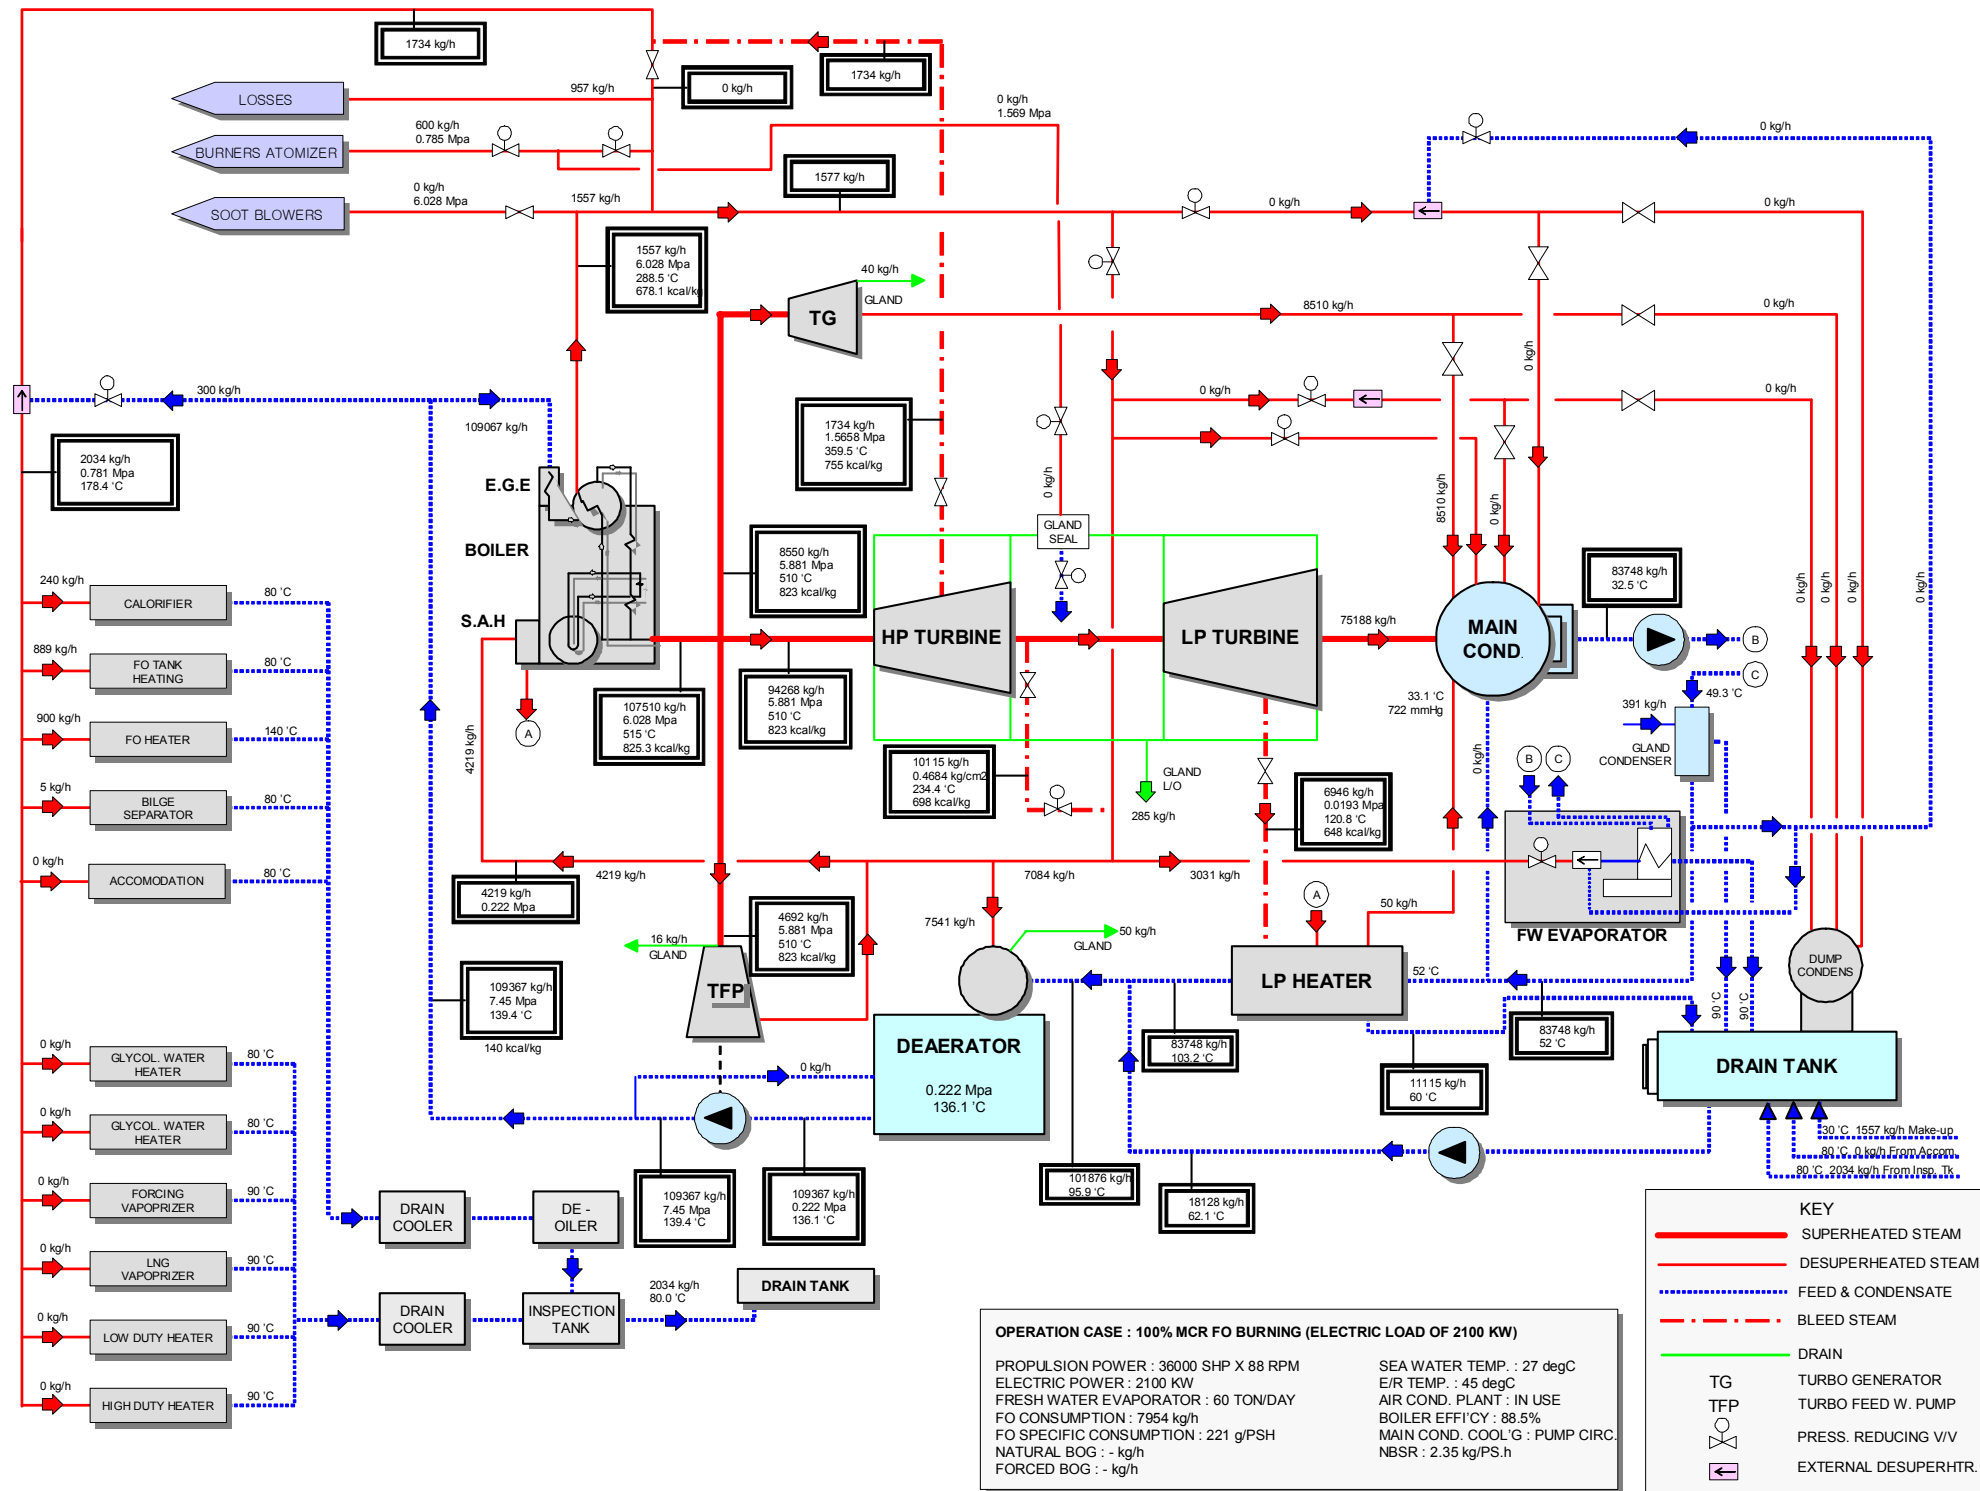 1734 kg/h
1734 kg/h
0 kg/h
LOSSES
957 kg/h
0 kg/h
1.569 Mpa
BURNERS ATOMIZER
600 kg/h
0.785 Mpa
0 kg/h
1577 kg/h
SOOT BLOWERS
0 kg/h
6.028 Mpa
1557 kg/h
0 kg/h
0 kg/h
1557 kg/h
6.028 Mpa
288.5 'C
678.1 kcal/kg
40 kg/h
GLAND
TG
8510 kg/h
0 kg/h
0 kg/h
300 kg/h
109067 kg/h
0 kg/h
0 kg/h
2034 kg/h
0.781 Mpa
178.4 'C
1734 kg/h
1.5658 Mpa
359.5 'C
755 kcal/kg
0 kg/h
8510 kg/h
0 kg/h
E.G.E
BOILER
S.A.H
GLAND
SEAL
8550 kg/h
5.881 Mpa
510 'C
823 kcal/kg
83748 kg/h
32.5 'C
0 kg/h
0 kg/h
0 kg/h
0 kg/h
240 kg/h
CALORIFIER
80 'C
HP TURBINE
LP TURBINE
75188 kg/h
MAIN
COND.
B
C
49.3 'C
889 kg/h
FO TANK
HEATING
80 'C
A
107510 kg/h
6.028 Mpa
515 'C
825.3 kcal/kg
94268 kg/h
5.881 Mpa
510 'C
823 kcal/kg
33.1 'C
722 mmHg
391 kg/h
GLAND
CONDENSER
900 kg/h
FO HEATER
140 'C
4219 kg/h
10115 kg/h
0.4684 kg/cm2
234.4 'C
698 kcal/kg
GLAND
L/O
285 kg/h
6946 kg/h
0.0193 Mpa
120.8 'C
648 kcal/kg
0 kg/h
B
C
5 kg/h
BILGE
SEPARATOR
80 'C
0 kg/h
ACCOMODATION
80 'C
4219 kg/h
0.222 Mpa
4219 kg/h
7084 kg/h
3031 kg/h
FW EVAPORATOR
4692 kg/h
5.881 Mpa
510 'C
823 kcal/kg
7541 kg/h
50 kg/h
GLAND
A
50 kg/h
16 kg/h
GLAND
TFP
LP HEATER
52 'C
DUMP
CONDENS
109367 kg/h
7.45 Mpa
139.4 'C
140 kcal/kg
DEAERATOR
0.222 Mpa
136.1 'C
83748 kg/h
103.2 'C
83748 kg/h
52 'C
90 'C
90 'C
DRAIN TANK
0 kg/h
GLYCOL. WATER
HEATER
80 'C
0 kg/h
11115 kg/h
60 'C
0 kg/h
GLYCOL. WATER
HEATER
80 'C
30 'C 1557 kg/h Make-up
80 'C 0 kg/h From Accom.
80 'C 2034 kg/h From Insp. Tk
0 kg/h
FORCING
VAPOPRIZER
90 'C
DRAIN
COOLER
DE -
OILER
109367 kg/h
7.45 Mpa
139.4 'C
109367 kg/h
0.222 Mpa
136.1 'C
101876 kg/h
95.9 'C
18128 kg/h
62.1 'C
0 kg/h
LNG
VAPOPRIZER
90 'C
0 kg/h
LOW DUTY HEATER
90 'C
DRAIN
COOLER
INSPECTION
TANK
2034 kg/h
80.0 'C
DRAIN TANK
0 kg/h
HIGH DUTY HEATER
90 'C
OPERATION CASE : 100% MCR FO BURNING (ELECTRIC LOAD OF 2100 KW)
PROPULSION POWER : 36000 SHP X 88 RPM
ELECTRIC POWER : 2100 KW
FRESH WATER EVAPORATOR : 60 TON/DAY
FO CONSUMPTION : 7954 kg/h
FO SPECIFIC CONSUMPTION : 221 g/PSH
NATURAL BOG : - kg/h
FORCED BOG : - kg/h
SEA WATER TEMP. : 27 degC
E/R TEMP. : 45 degC
AIR COND. PLANT : IN USE
BOILER EFFI'CY : 88.5%
MAIN COND. COOL'G : PUMP CIRC.
NBSR : 2.35 kg/PS.h
KEY
SUPERHEATED STEAM
DESUPERHEATED STEAM
FEED & CONDENSATE
BLEED STEAM
DRAIN
TG TURBO GENERATOR
TFP TURBO FEED W. PUMP
PRESS. REDUCING V/V
EXTERNAL DESUPERHTR.